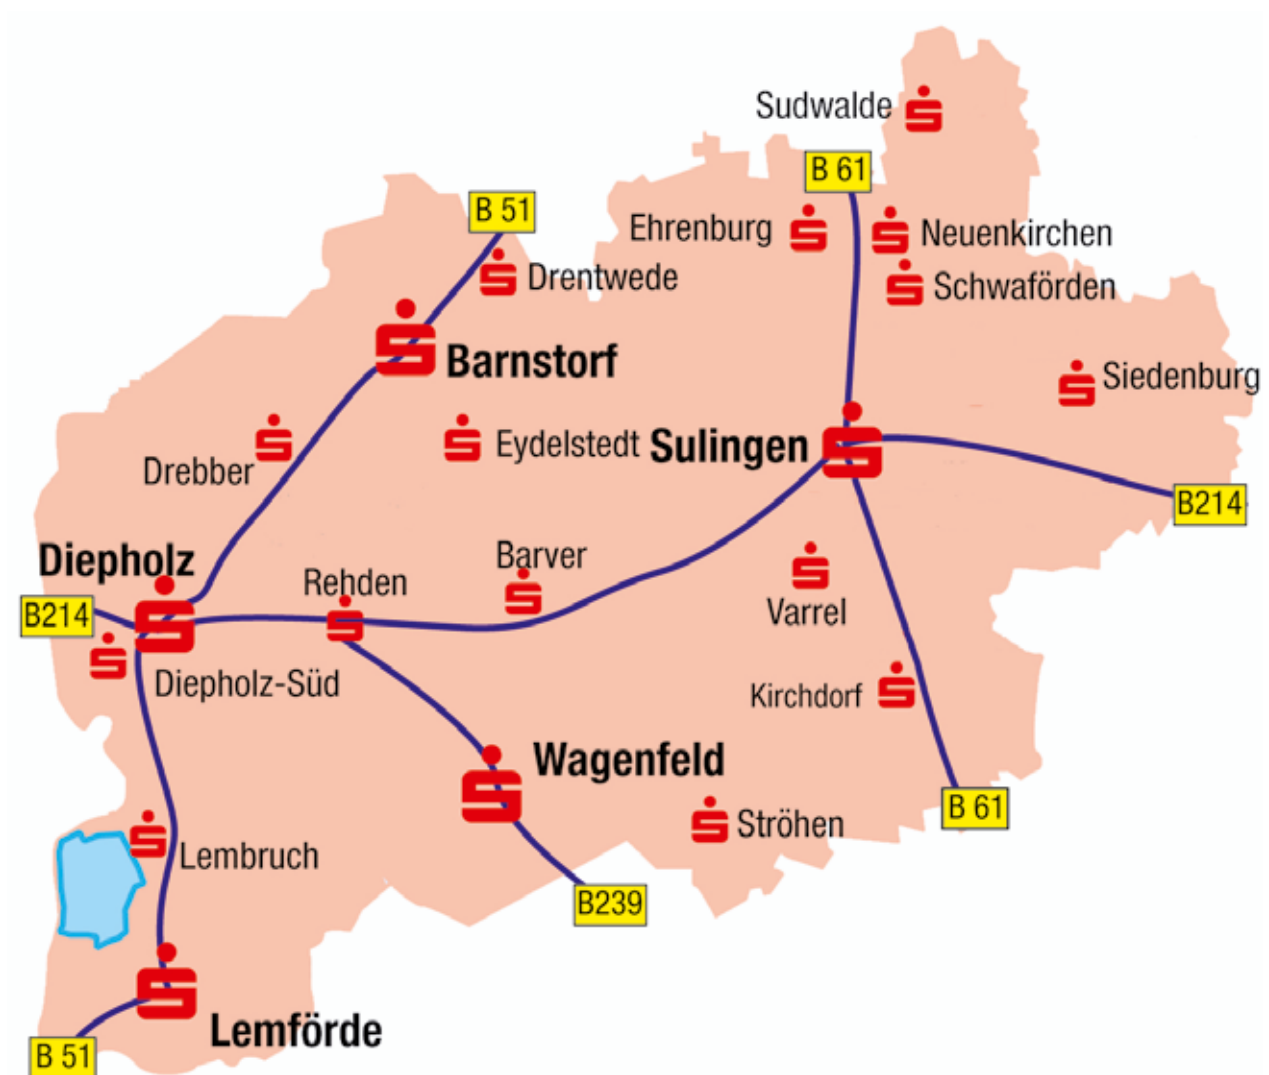 Sudwalde
B 61
B 51
Ehrenburg
Neuenkirchen
Drentwede
Schwaförden
Barnstorf
Siedenburg
Drebber
Eydelstedt
Sulingen
B214
Diepholz
Barver
Rehden
B214
Varrel
Diepholz-Süd
Kirchdorf
Wagenfeld
B 61
Ströhen
Lembruch
B239
Lemförde
B 51